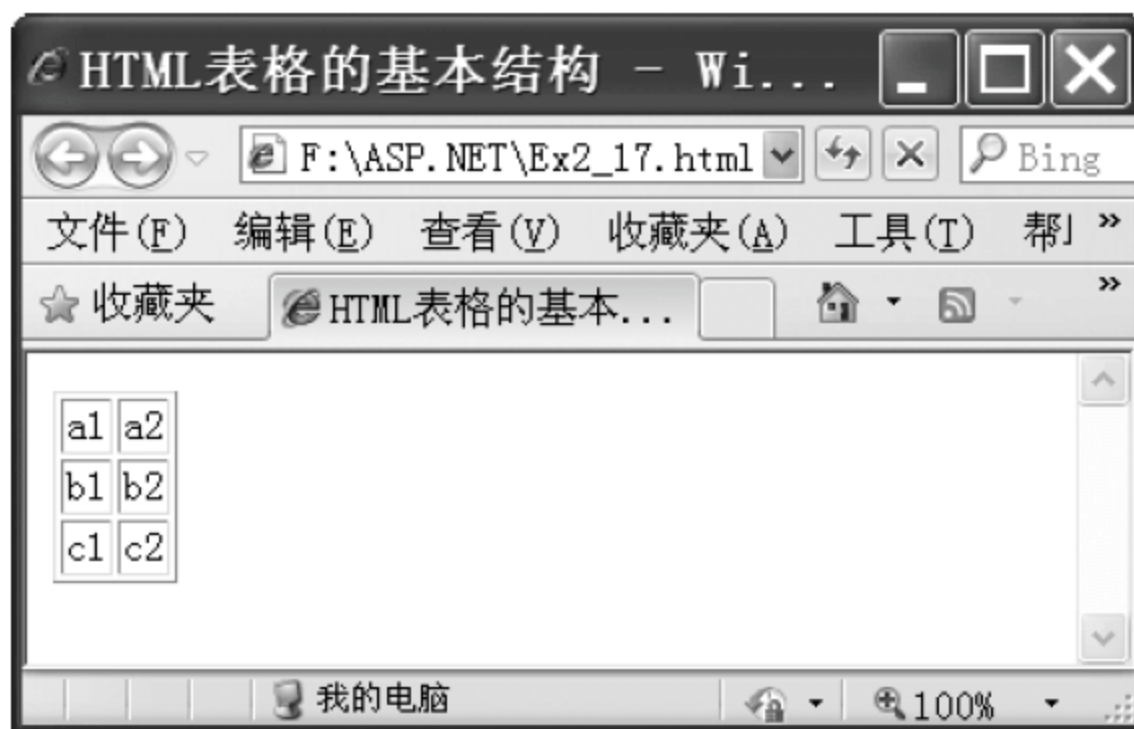 HTML表格的基本结构 - Wi...
F:\ASP.NET\Ex2_17.html Bing
文件(F) 编辑(E) 查看(V) 收藏夹(A) 工具(T) »
收藏夹 HTML表格的基本... »
a1 a2
b1 b2
c1 c2
我的电脑 100%